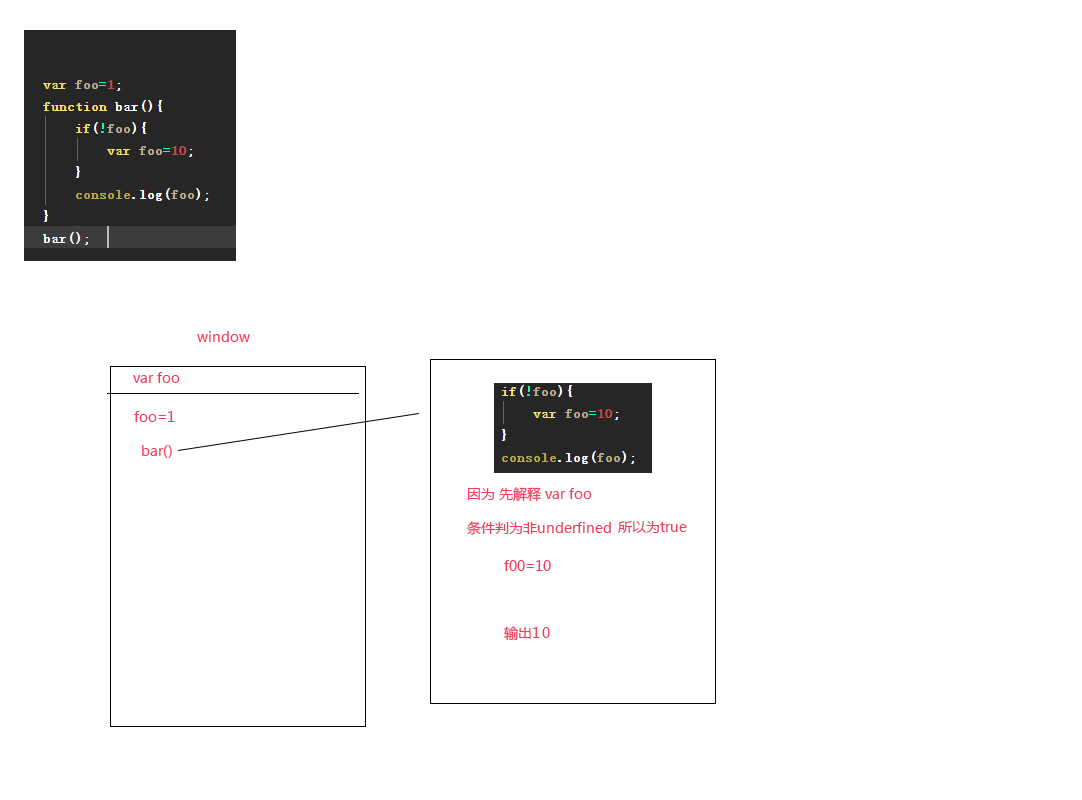 var foo=1;
function bar(){
if(!foo){
var foo=10;
}
console.log(foo);
}
bar();
window
var foo
foo=1
bar()
if(!foo){
var foo=10;
}
console.log(foo);
因为 先解释 var foo
条件判为非underfined 所以为true
f00=10
输出10